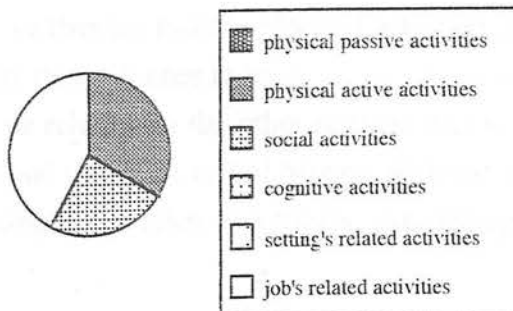 physical passive activities
physical active activities
social activities
cognitive activities
setting's related activities
job's related activities